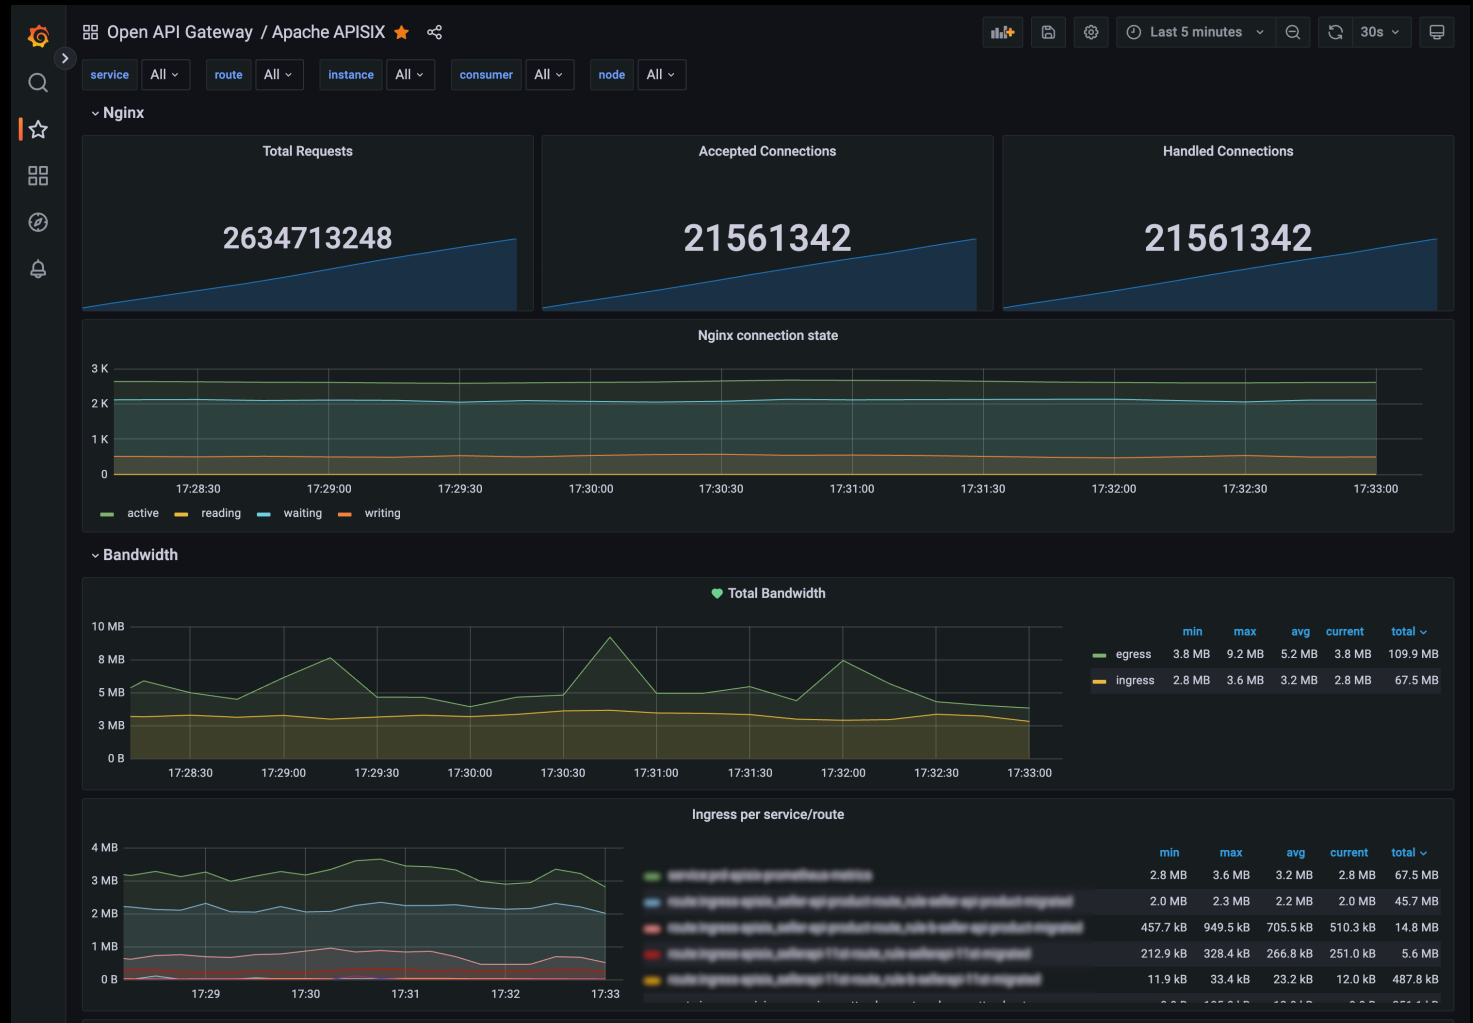 Open API Gateway / Apache APISIX
Last 5 minutes
30s
service All route All instance All consumer All node All
Nginx
Total Requests
2634713248
Accepted Connections
21561342
Handled Connections
21561342
Nginx connection state
3 K
2 K
1 K
0
17:28:30 17:29:00 17:29:30 17:30:00 17:30:30 17:31:00 17:31:30 17:32:00 17:32:30 17:33:00
active reading waiting writing
Bandwidth
Total Bandwidth
10 MB
8 MB
5 MB
3 MB
0 B
17:28:30 17:29:00 17:29:30 17:30:00 17:30:30 17:31:00 17:31:30 17:32:00 17:32:30 17:33:00
min max avg current total
egress 3.8 MB 9.2 MB 5.2 MB 3.8 MB 109.9 MB
ingress 2.8 MB 3.6 MB 3.2 MB 2.8 MB 67.5 MB
Ingress per service/route
4 MB
3 MB
2 MB
1 MB
0 B
17:29 17:30 17:31 17:32 17:33
min max avg current total
2.8 MB 3.6 MB 3.2 MB 2.8 MB 67.5 MB
2.0 MB 2.3 MB 2.2 MB 2.0 MB 45.7 MB
457.7 kB 949.5 kB 705.5 kB 510.3 kB 14.8 MB
212.9 kB 328.4 kB 266.8 kB 251.0 kB 5.6 MB
11.9 kB 33.4 kB 23.2 kB 12.0 kB 487.8 kB